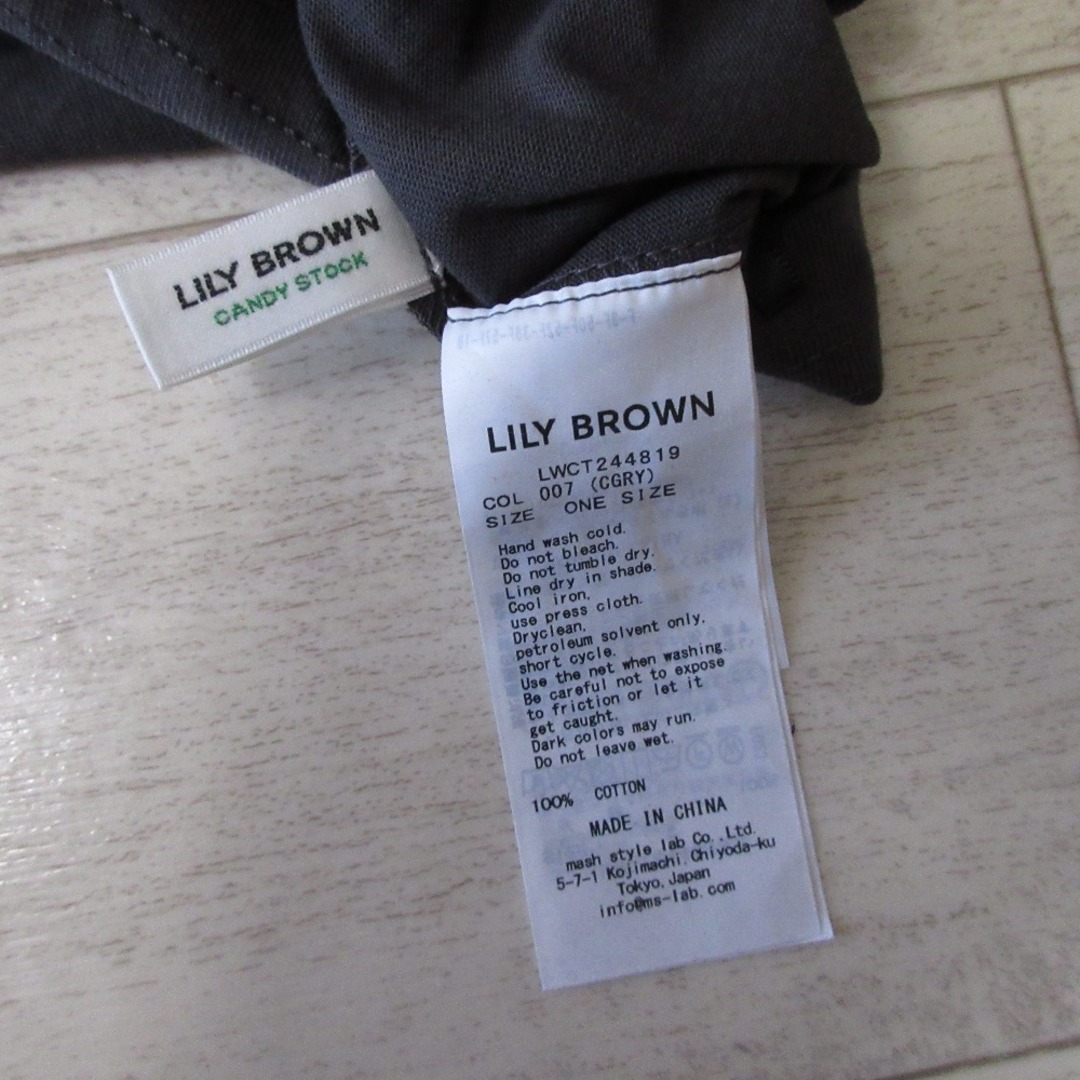 LILY BROWN
CANDY STOCK
LILY BROWN
LWCT244819
COL 007 (CGRY)
SIZE ONE SIZE
Hand wash cold.
Do not bleach.
Do not tumble dry.
Line dry in shade.
Cool iron,
use press cloth.
Dryclean,
petroleum solvent only,
short cycle.
Use the net when washing.
Be careful not to expose
to friction or let it
get caught.
Dark colors may run.
Do not leave wet.
100% COTTON
MADE IN CHINA
mash style lab Co.,Ltd.
5-7-1 Kojimachi,Chiyoda-ku
Tokyo,Japan
info@ms-lab.com